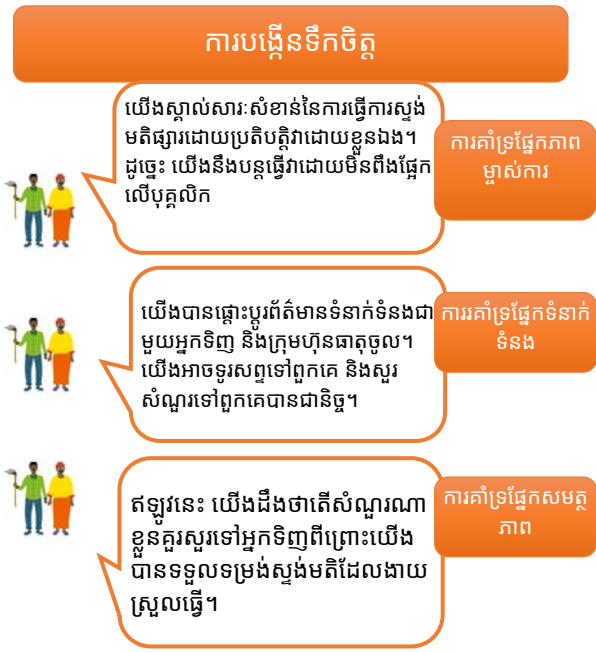 ការបង្កើនទឹកចិត្ត
យើងស្គាល់សារៈសំខាន់នៃការធ្វើការស្ទង់
មតិផ្សារដោយប្រតិបត្តិវាដោយខ្លួនឯង។
ដូច្នេះ យើងនឹងបន្តធ្វើវាដោយមិនពឹងផ្អែក
លើបុគ្គលិក
ការគាំទ្រផ្នែកភាព
ម្ចាស់ការ
យើងបានផ្តោះប្តូរព័ត៌មានទំនាក់ទំនងជា
មួយអ្នកទិញ និងក្រុមហ៊ុនធាតុចូល។
យើងអាចទូរសព្ទទៅពួកគេ និងសួរ
សំណួរទៅពួកគេបានជានិច្ច។
ការរគាំទ្រផ្នែកទំនាក់
ទំនង
ឥឡូវនេះ យើងដឹងថាតើសំណួរណា
ខ្លួនគួរសួរទៅអ្នកទិញពីព្រោះយើង
បានទទួលទម្រង់ស្ទង់មតិដែលងាយ
ស្រួលធ្វើ។
ការគាំទ្រផ្នែកសមត្ថ
ភាព